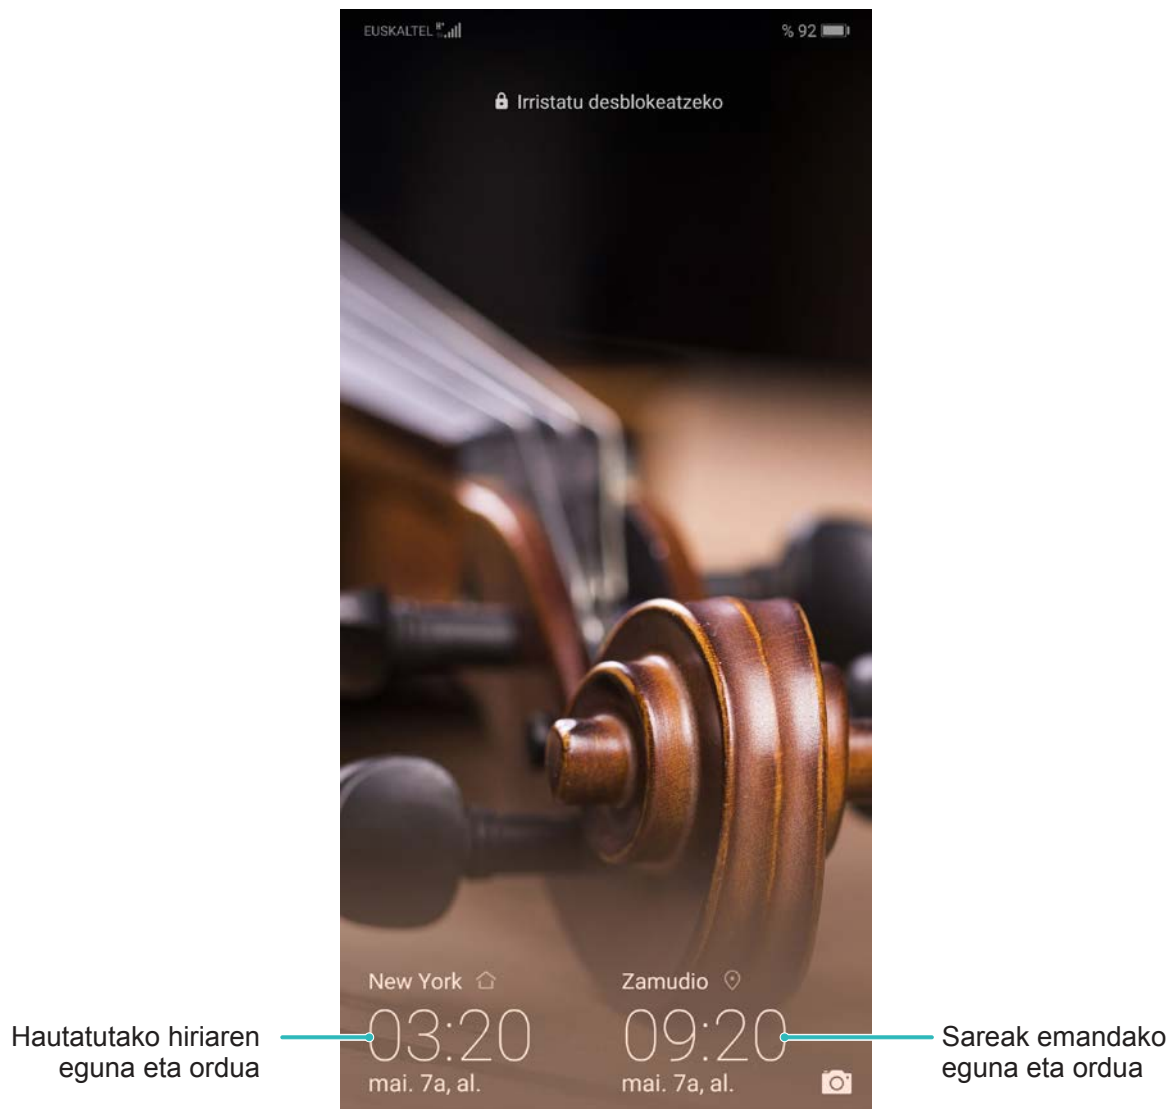 EUSKALTEL H+ % 92
Irristatu desblokeatzeko
New York Zamudio
03:20 09:20
mai. 7a, al. mai. 7a, al.
Hautatutako hiriaren
eguna eta ordua
Sareak emandako
eguna eta ordua